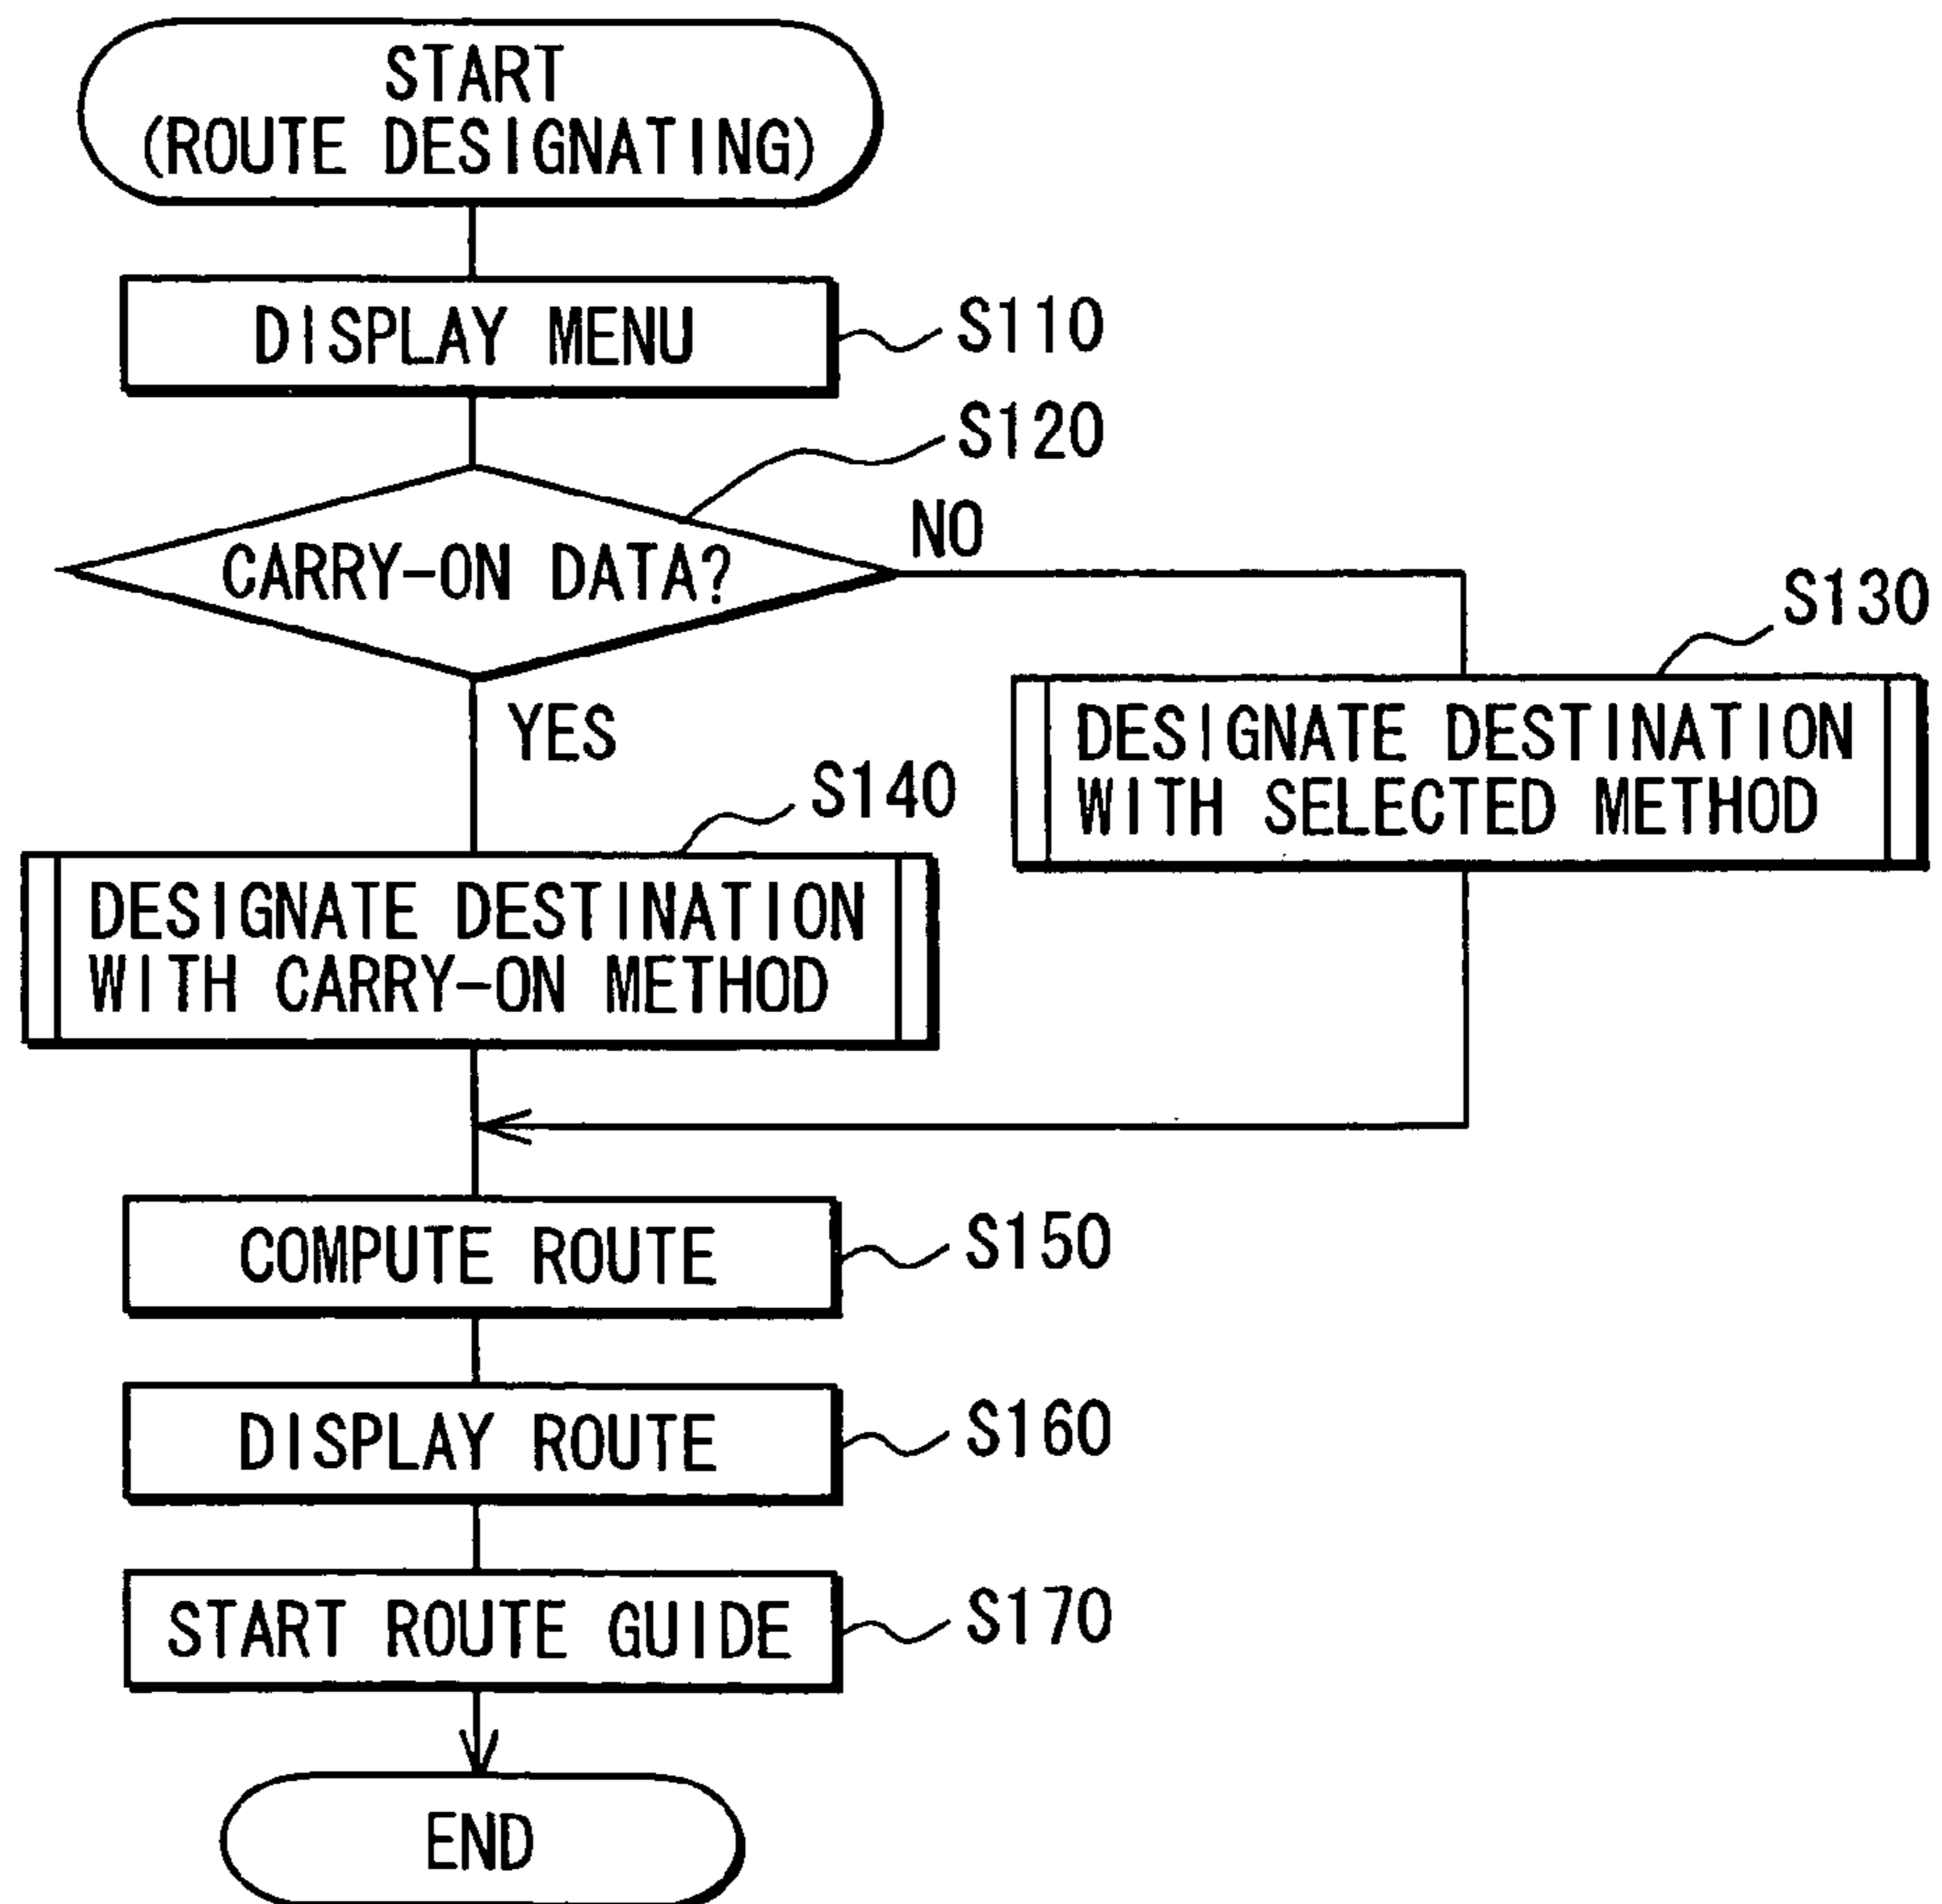 START
(ROUTE DESIGNATING)
DISPLAY MENU
S110
S120
CARRY-ON DATA?
NO
YES
S130
DESIGNATE DESTINATION
WITH SELECTED METHOD
S140
DESIGNATE DESTINATION
WITH CARRY-ON METHOD
COMPUTE ROUTE
S150
DISPLAY ROUTE
S160
START ROUTE GUIDE
S170
END